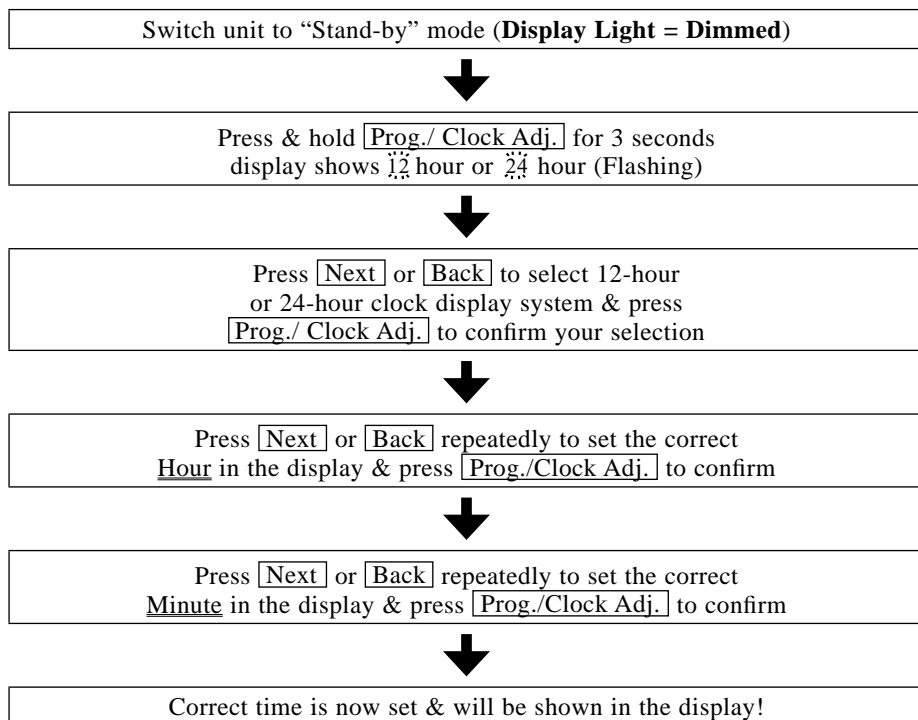 Switch unit to “Stand-by” mode (Display Light = Dimmed)
Press & hold Prog./ Clock Adj. for 3 seconds
display shows 12 hour or 24 hour (Flashing)
Press Next or Back to select 12-hour
or 24-hour clock display system & press
Prog./ Clock Adj. to confirm your selection
Press Next or Back repeatedly to set the correct
Hour in the display & press Prog./Clock Adj. to confirm
Press Next or Back repeatedly to set the correct
Minute in the display & press Prog./Clock Adj. to confirm
Correct time is now set & will be shown in the display!